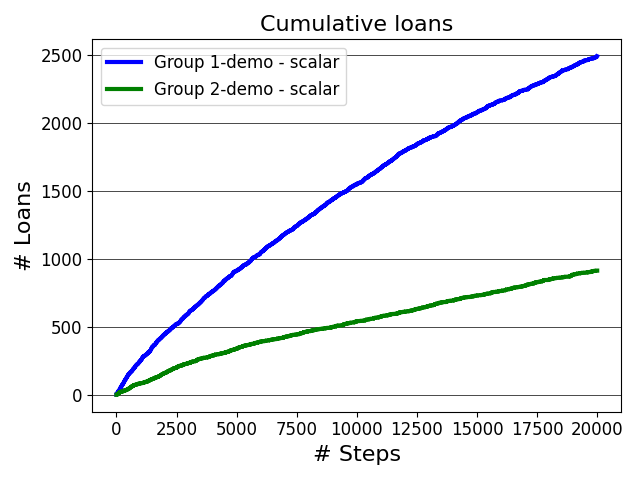 Cumulative loans
Group 1-demo - scalar
Group 2-demo - scalar
# Loans
2500
2000
1500
1000
500
0
0 2500 5000 7500 10000 12500 15000 17500 20000
# Steps